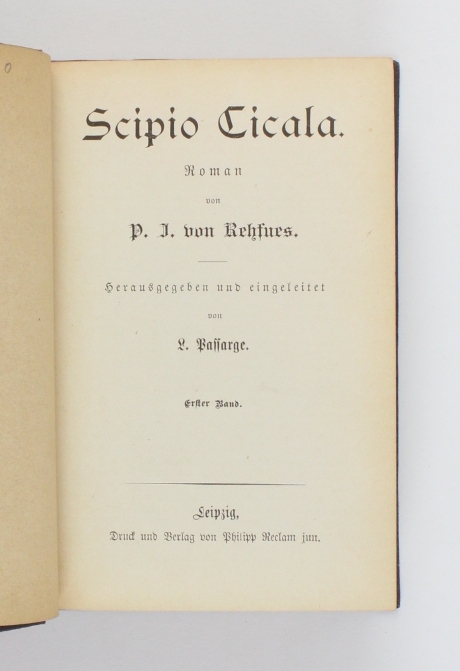 0
Scipio Cicala.
Roman
von
P. J. von Rehfues.
Herausgegeben und eingeleitet
von
L. Passarge.
Erster Band.
Leipzig,
Druck und Verlag von Philipp Reclam jun.